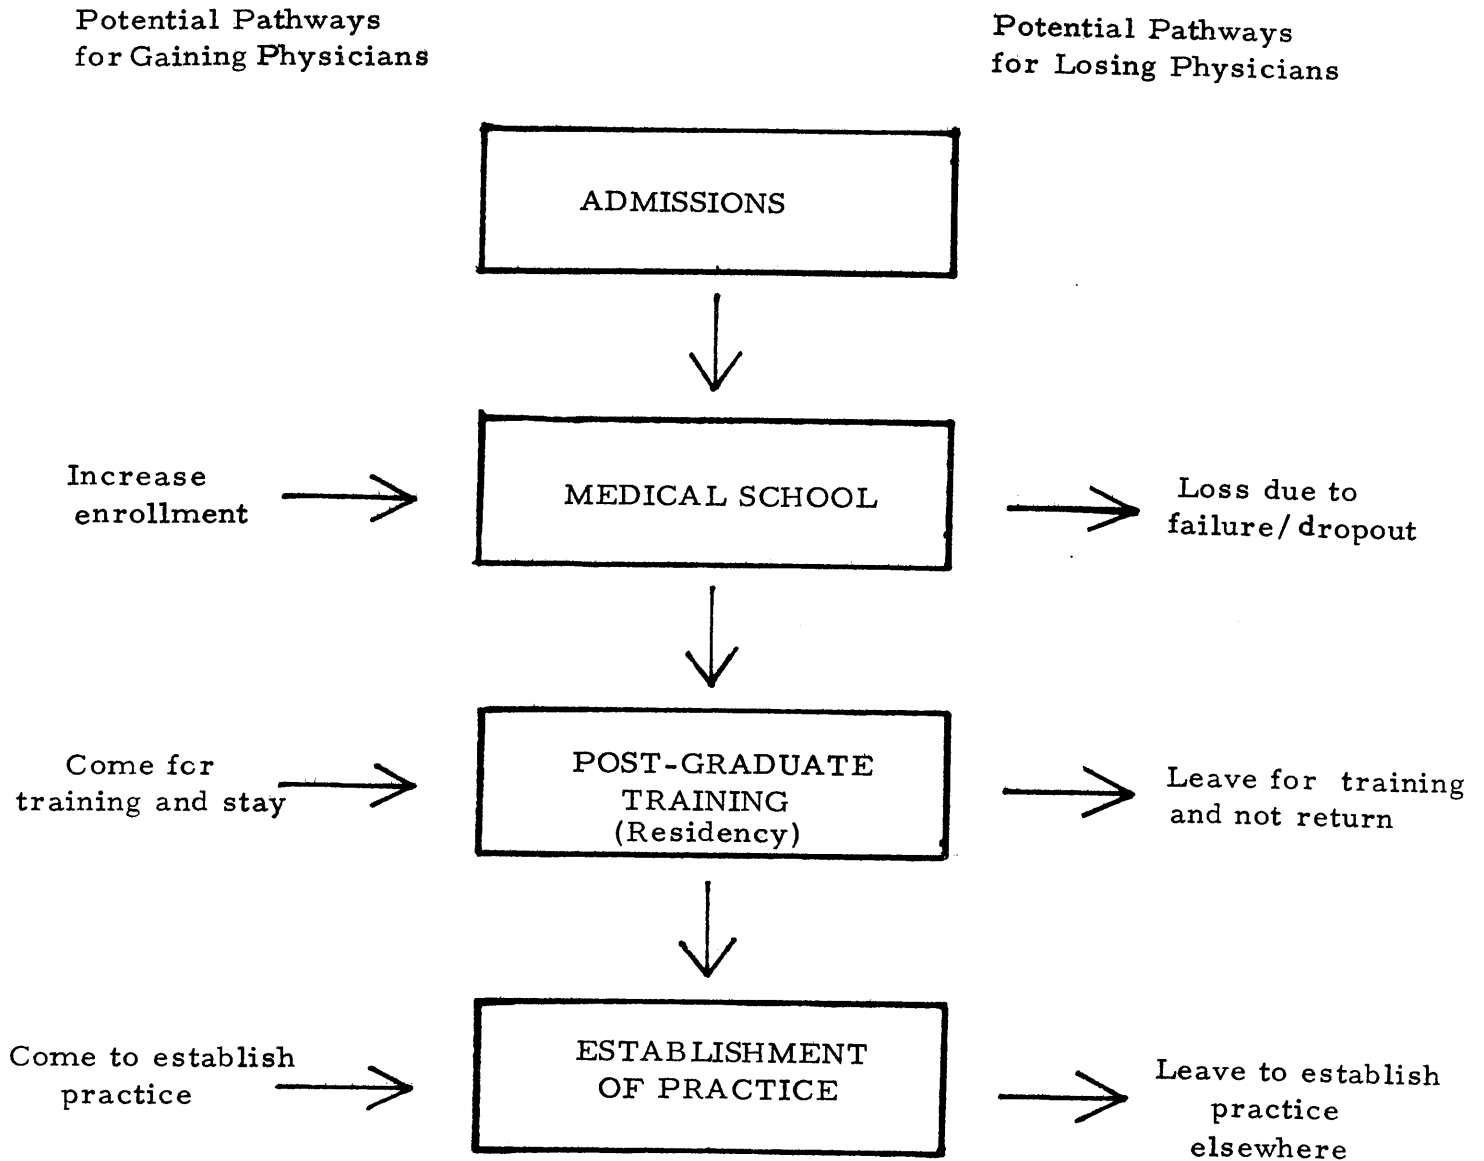 Potential Pathways
for Gaining Physicians
Potential Pathways
for Losing Physicians
ADMISSIONS
Increase
enrollment
MEDICAL SCHOOL
Loss due to
failure/dropout
Come for
training and stay
POST-GRADUATE
TRAINING
(Residency)
Leave for training
and not return
Come to establish
practice
ESTABLISHMENT
OF PRACTICE
Leave to establish
practice
elsewhere